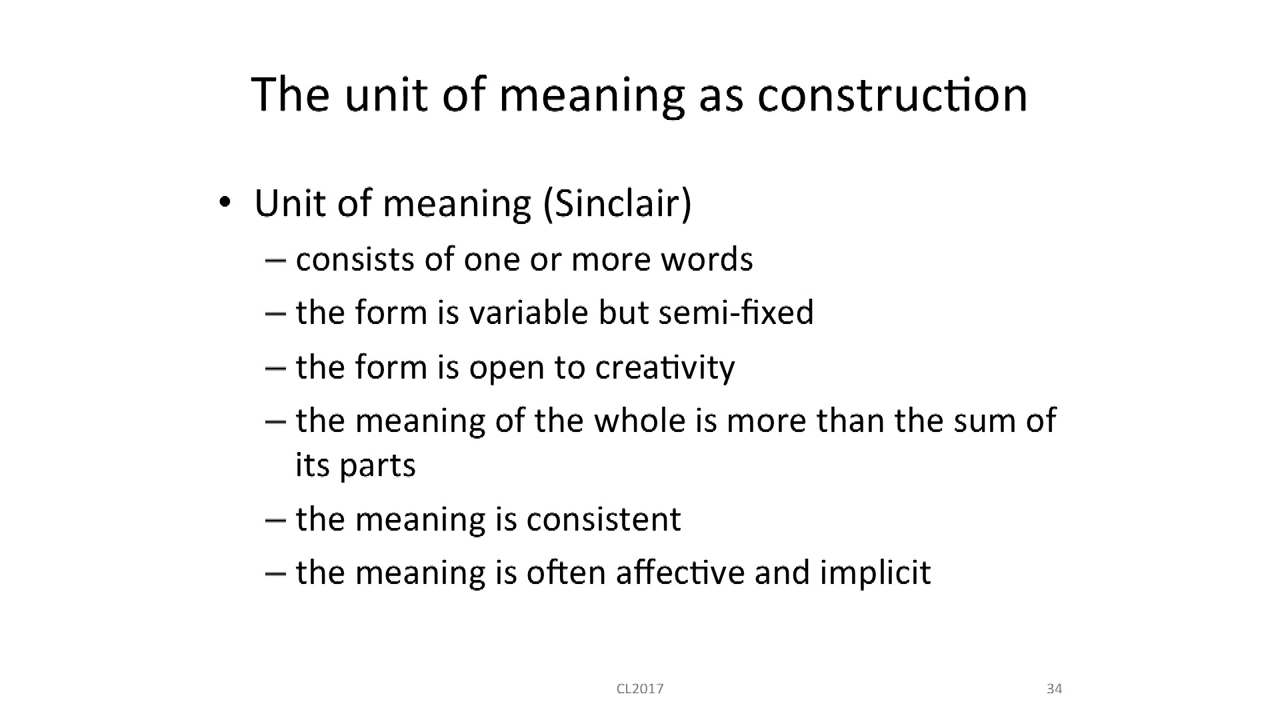 The unit of meaning as construction
• Unit of meaning (Sinclair)
– consists of one or more words
– the form is variable but semi-fixed
– the form is open to creativity
– the meaning of the whole is more than the sum of
its parts
– the meaning is consistent
– the meaning is often affective and implicit
CL2017
34